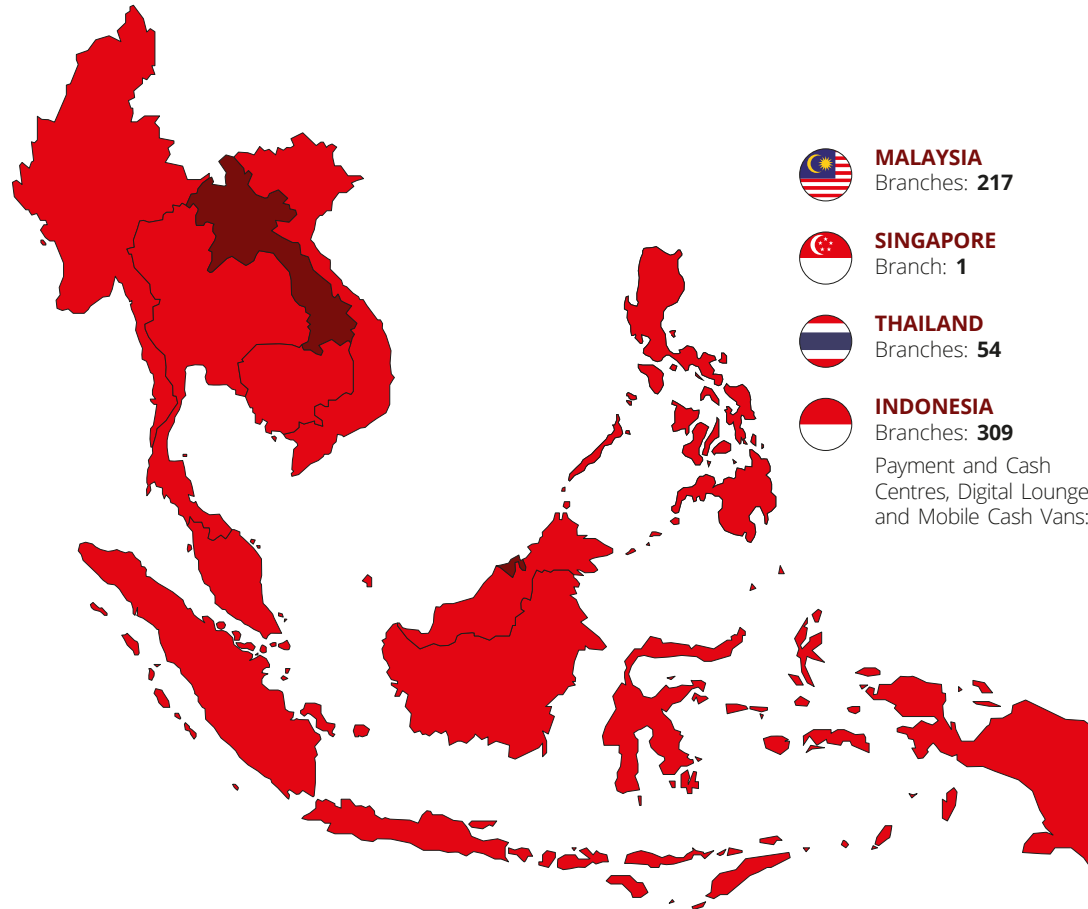 MALAYSIA
Branches: 217
SINGAPORE
Branch: 1
THAILAND
Branches: 54
INDONESIA
Branches: 309
Payment and Cash
Centres, Digital Lounge
and Mobile Cash Vans: